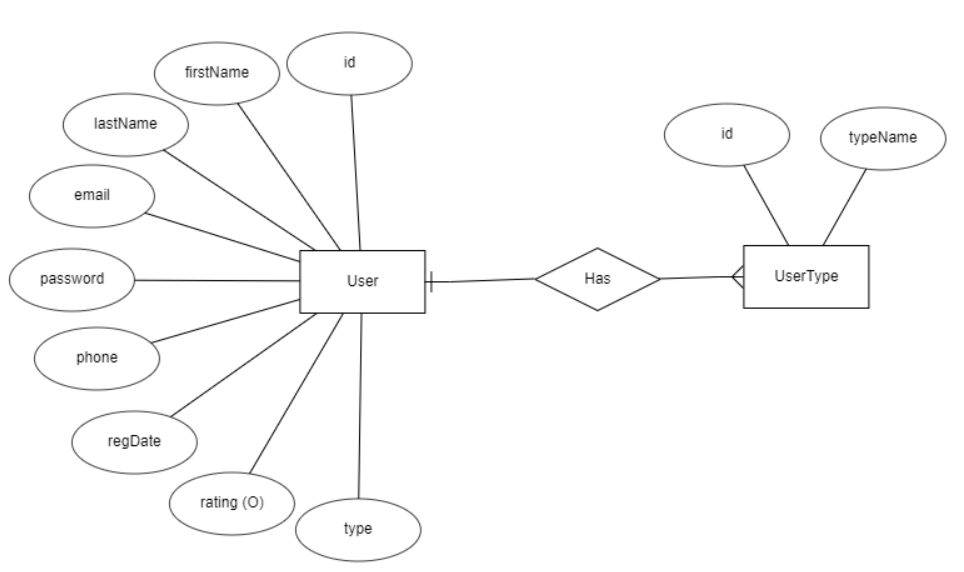 id
firstName
lastName
email
password
phone
regDate
rating (O)
type
User
Has
id
typeName
UserType